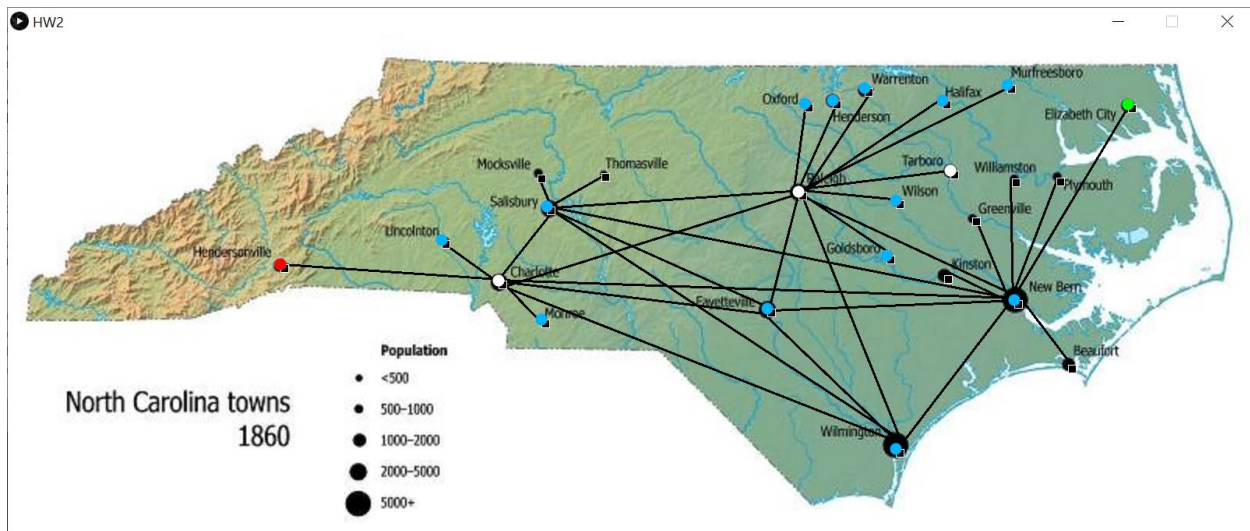 HW2
Warrenton
Murfreesboro
Oxford
Halifax
Henderson
Elizabeth City
Mocksville
Thomasville
Tarboro
Williamston
Raleigh
Plymouth
Salisbury
Wilson
Greenville
Lincolnton
Hendersonville
Goldsboro
Charlotte
Kinston
New Bern
Fayetteville
Monroe
Population
Beaufort
<500
North Carolina towns
500–1000
1860
Wilmington
1000–2000
2000–5000
5000+